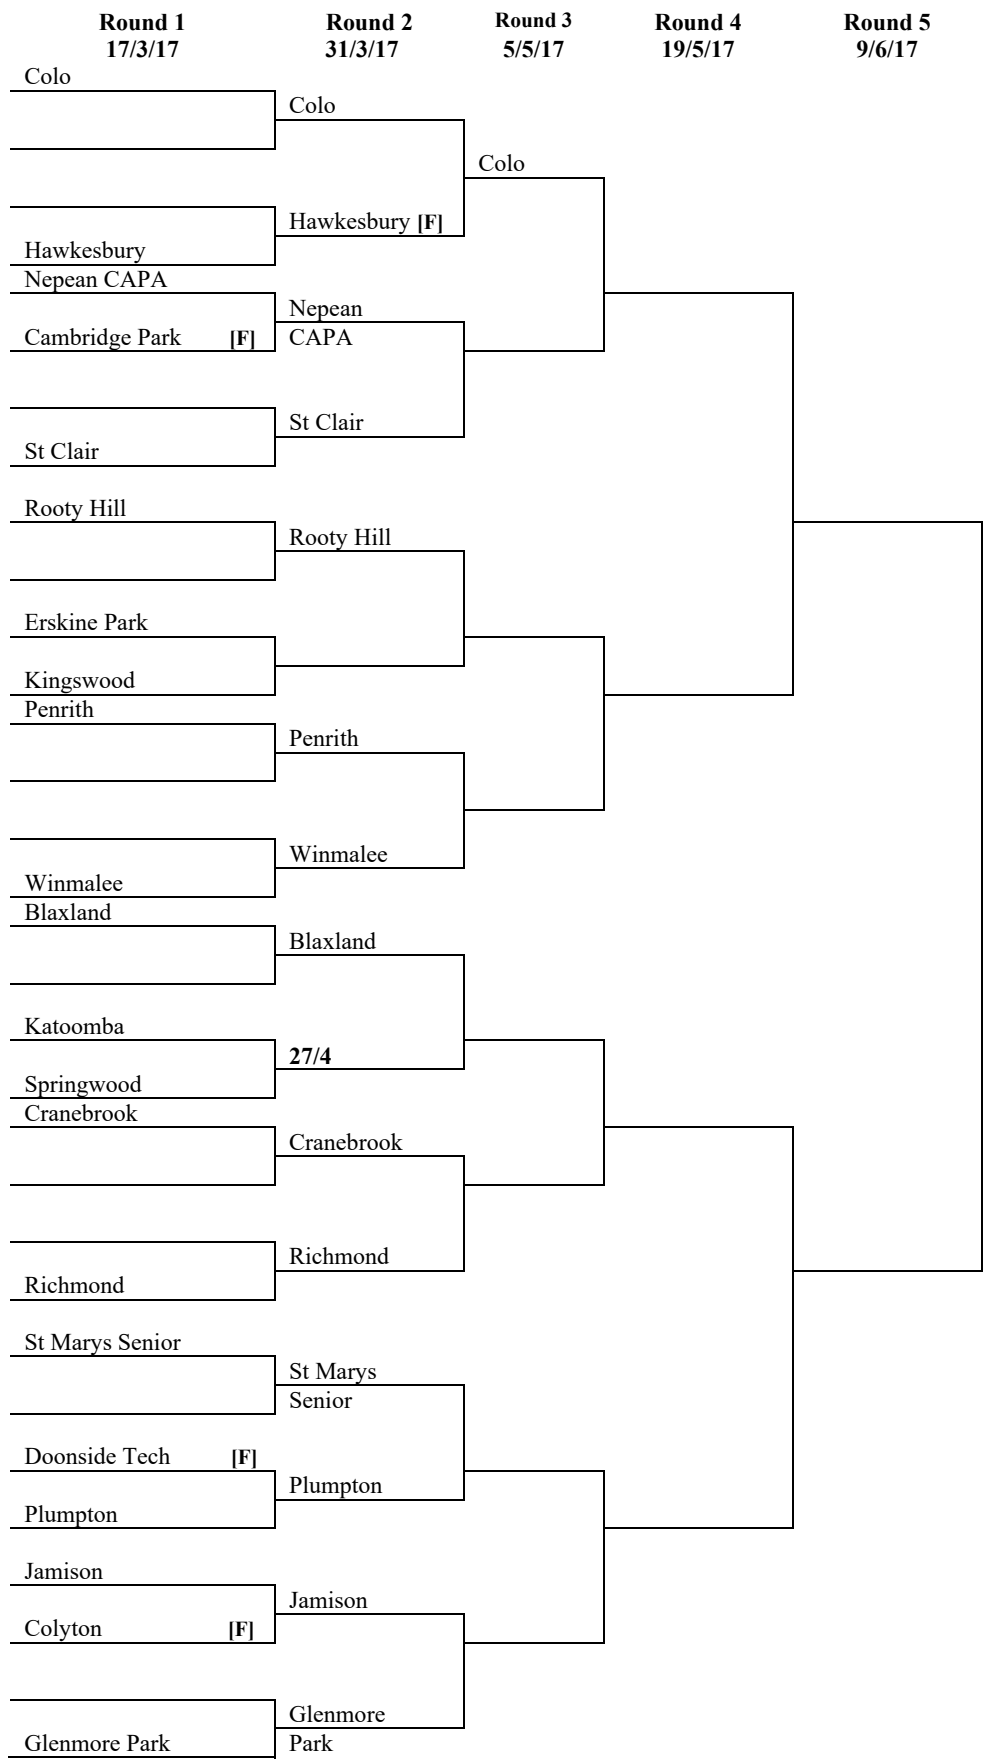 Round 1 Round 2 Round 3 Round 4 Round 5
17/3/17 31/3/17 5/5/17 19/5/17 9/6/17
Colo
Colo
Colo
Hawkesbury [F]
Hawkesbury
Nepean CAPA
Nepean
Cambridge Park [F] CAPA
St Clair
St Clair
Rooty Hill
Rooty Hill
Erskine Park
Kingswood
Penrith
Penrith
Winmalee
Winmalee
Blaxland
Blaxland
Katoomba
27/4
Springwood
Cranebrook
Cranebrook
Richmond
Richmond
St Marys Senior
St Marys
Senior
Doonside Tech [F]
Plumpton
Plumpton
Jamison
Jamison
Colyton [F]
Glenmore
Glenmore Park Park